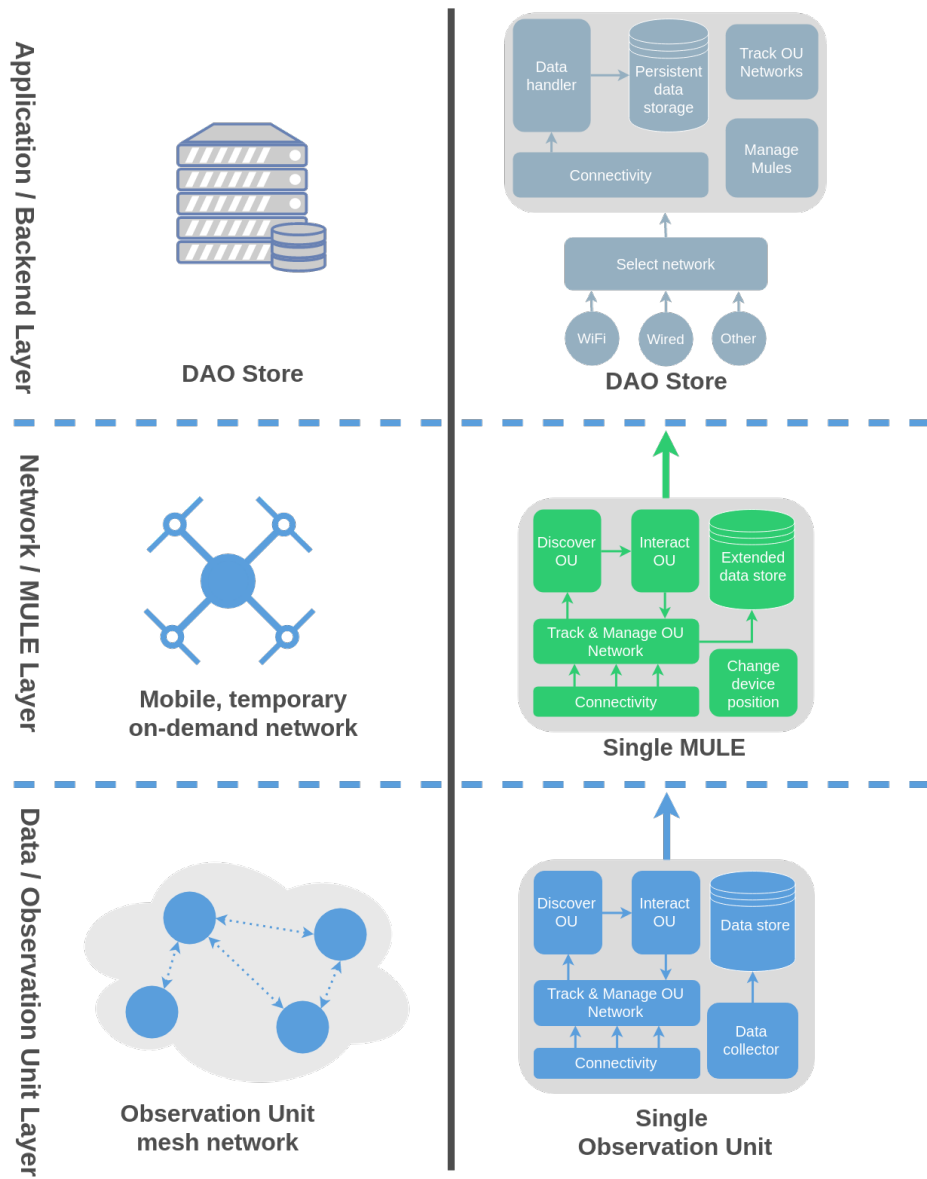 Application / Backend Layer
DAO Store
Data
handler
Persistent
data
storage
Track OU
Networks
Manage
Mules
Connectivity
Select network
WiFi
Wired
Other
DAO Store
Network / MULE Layer
Mobile, temporary
on-demand network
Discover
OU
Interact
OU
Extended
data store
Track & Manage OU
Network
Change
device
position
Connectivity
Single MULE
Data / Observation Unit Layer
Observation Unit
mesh network
Discover
OU
Interact
OU
Data store
Track & Manage OU
Network
Data
collector
Connectivity
Single
Observation Unit